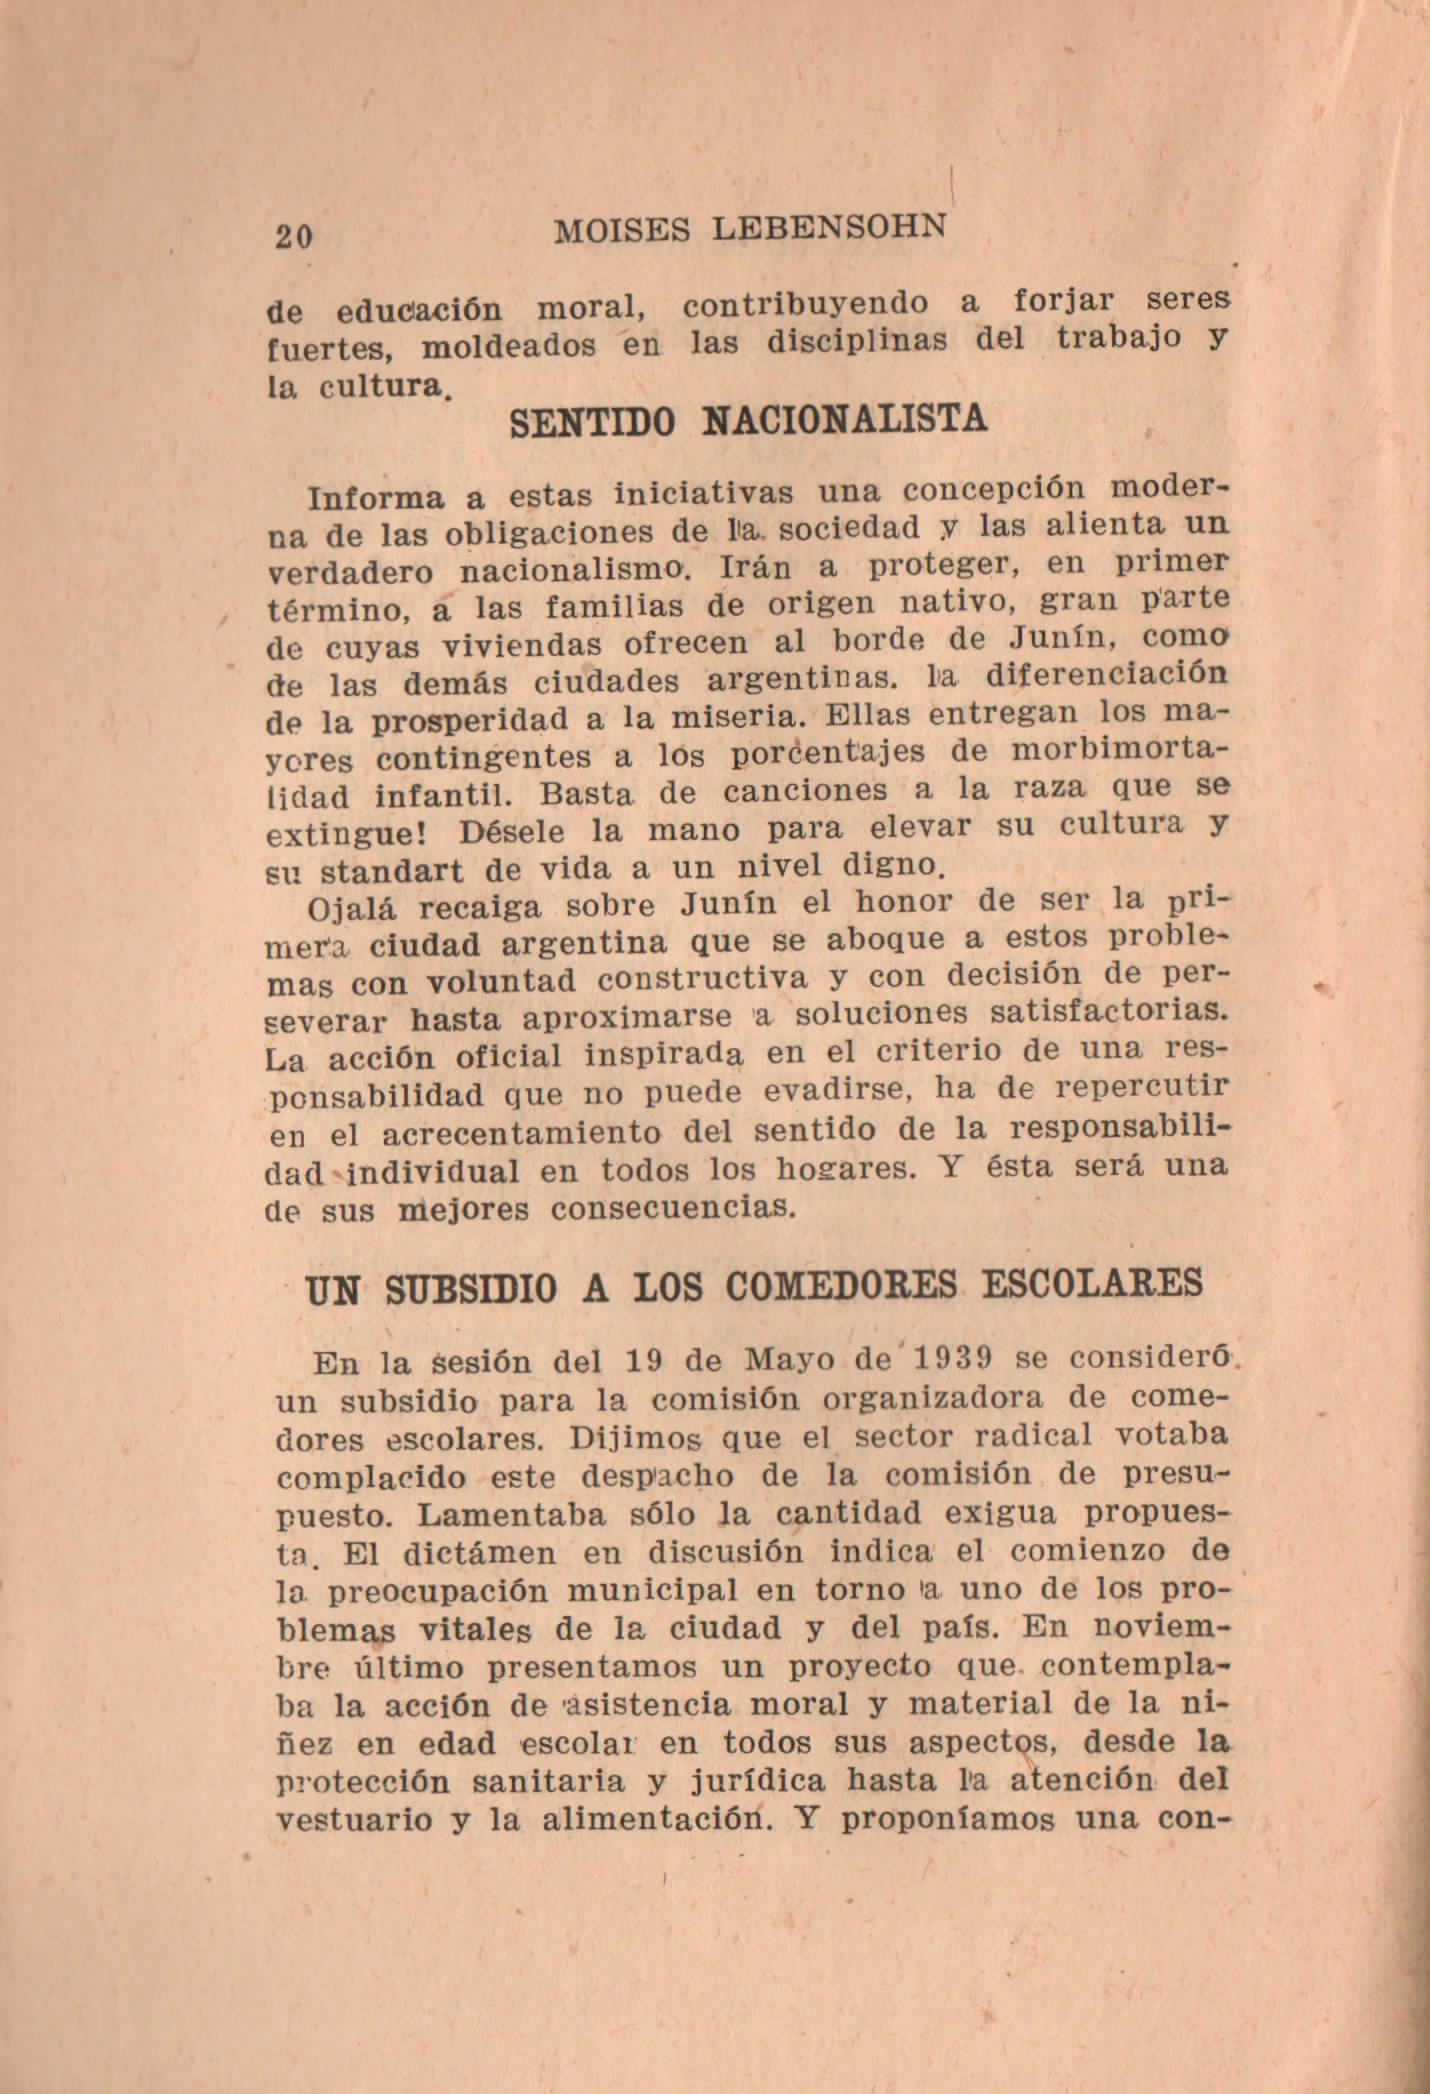 20
MOISES LEBENSOHN
de educación moral, contribuyendo a forjar seres
fuertes, moldeados en las disciplinas del trabajo y
la cultura.
SENTIDO NACIONALISTA
Informa a estas iniciativas una concepción moder-
na de las obligaciones de la sociedad y las alienta un
verdadero nacionalismo. Irán a proteger, en primer
término, a las familias de origen nativo, gran parte
de cuyas viviendas ofrecen al borde de Junín, como
de las demás ciudades argentinas. la diferenciación
de la prosperidad a la miseria. Ellas entregan los ma-
yores contingentes a los porcentajes de morbimorta-
lidad infantil. Basta de canciones a la raza que se
extingue! Désele la mano para elevar su cultura y
su standart de vida a un nivel digno.
Ojalá recaiga sobre Junín el honor de ser la pri-
mera ciudad argentina que se aboque a estos proble-
mas con voluntad constructiva y con decisión de per-
severar hasta aproximarse a soluciones satisfactorias.
La acción oficial inspirada en el criterio de una res-
ponsabilidad que no puede evadirse, ha de repercutir
en el acrecentamiento del sentido de la responsabili-
dad individual en todos los hogares. Y ésta será una
de sus mejores consecuencias.
UN SUBSIDIO A LOS COMEDORES ESCOLARES
En la sesión del 19 de Mayo de 1939 se consideró
un subsidio para la comisión organizadora de come-
dores escolares. Dijimos que el sector radical votaba
complacido este despacho de la comisión de presu-
puesto. Lamentaba sólo la cantidad exigua propues-
ta. El dictámen en discusión indica el comienzo de
la preocupación municipal en torno a uno de los pro-
blemas vitales de la ciudad y del país. En noviem-
bre último presentamos un proyecto que contempla-
ba la acción de asistencia moral y material de la ni-
ñez en edad escolar en todos sus aspectos, desde la
protección sanitaria y jurídica hasta la atención del
vestuario y la alimentación. Y proponíamos una con-